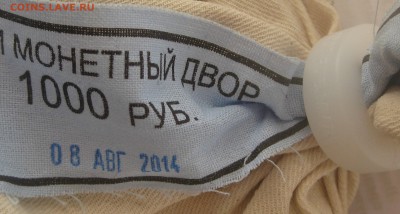 COINS.LAVE.RU
МОНЕТНЫЙ ДВОР
1000 РУБ.
08 АВГ 2014